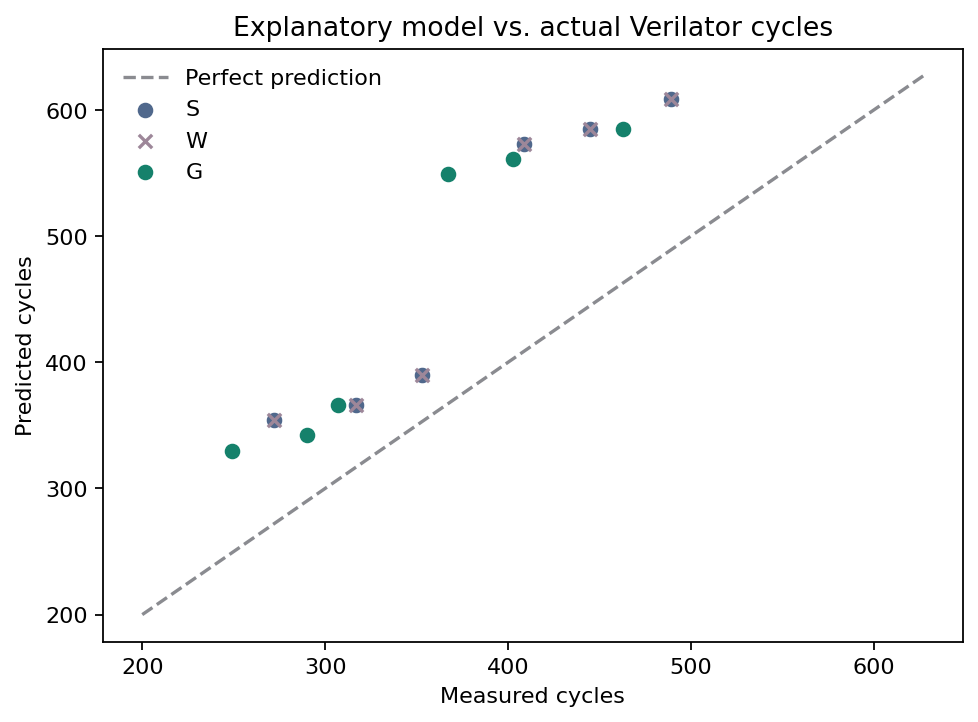 Explanatory model vs. actual Verilator cycles
Perfect prediction
S
W
G
600
500
400
300
200
Predicted cycles
200 300 400 500 600
Measured cycles